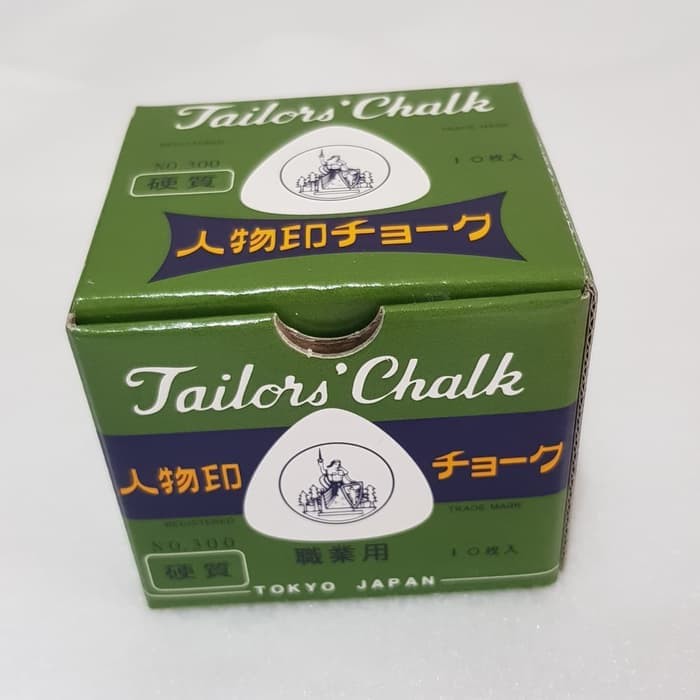 Tailors' Chalk
REGISTERED
TRADE MARK
NO.300
10枚入
硬質
人物印チョーク
Tailors' Chalk
人物印
チョーク
REGISTERED
TRADE MARK
NO.300
職業用
10枚入
硬質
TOKYO JAPAN